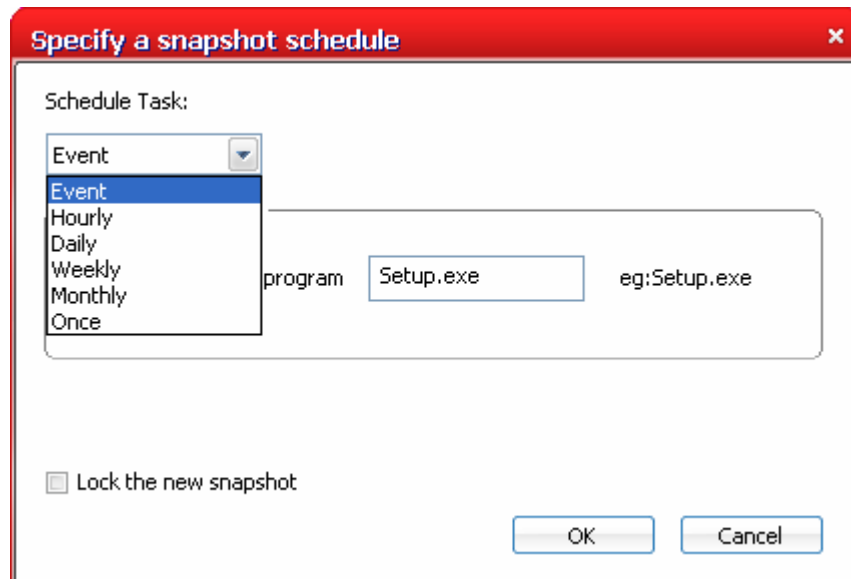 Specify a snapshot schedule
Schedule Task:
Event
Event
Hourly
Daily
Weekly
Monthly
Once
program Setup.exe eg:Setup.exe
Lock the new snapshot
OK Cancel